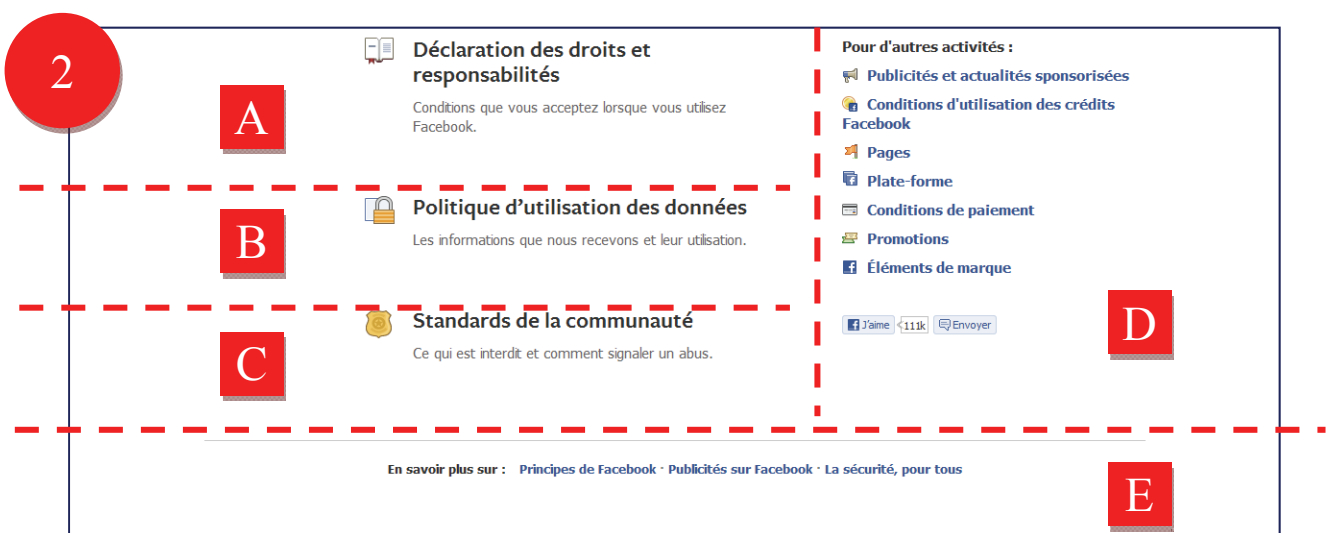 2
A
Déclaration des droits et
responsabilités
Conditions que vous acceptez lorsque vous utilisez
Facebook.
B
Politique d’utilisation des données
Les informations que nous recevons et leur utilisation.
C
Standards de la communauté
Ce qui est interdit et comment signaler un abus.
Pour d'autres activités :
Publicités et actualités sponsorisées
Conditions d'utilisation des crédits
Facebook
Pages
Plate-forme
Conditions de paiement
Promotions
Éléments de marque
J'aime 111k Envoyer
D
En savoir plus sur : Principes de Facebook · Publicités sur Facebook · La sécurité, pour tous
E